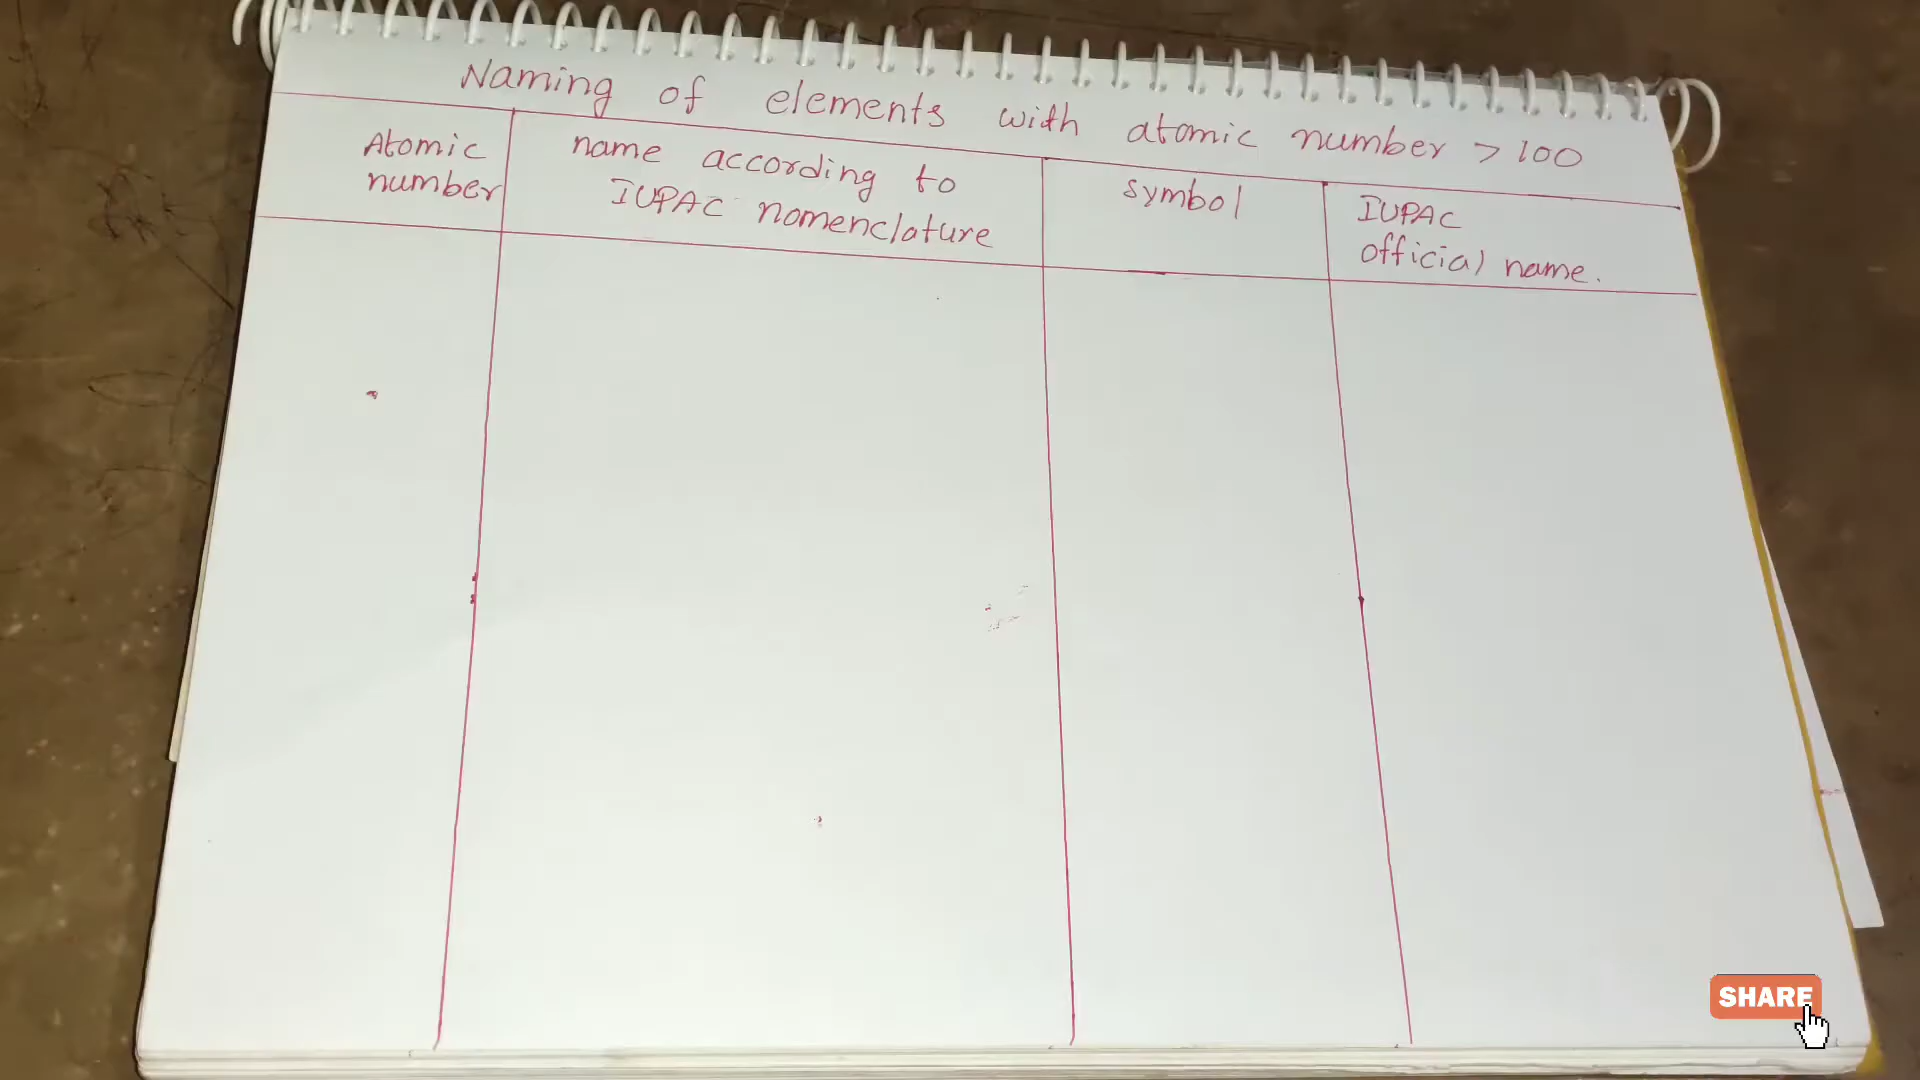 Naming of elements with atomic number > 100
Atomic
number
name according to
IUPAC nomenclature
symbol
IUPAC
official name.
SHARE